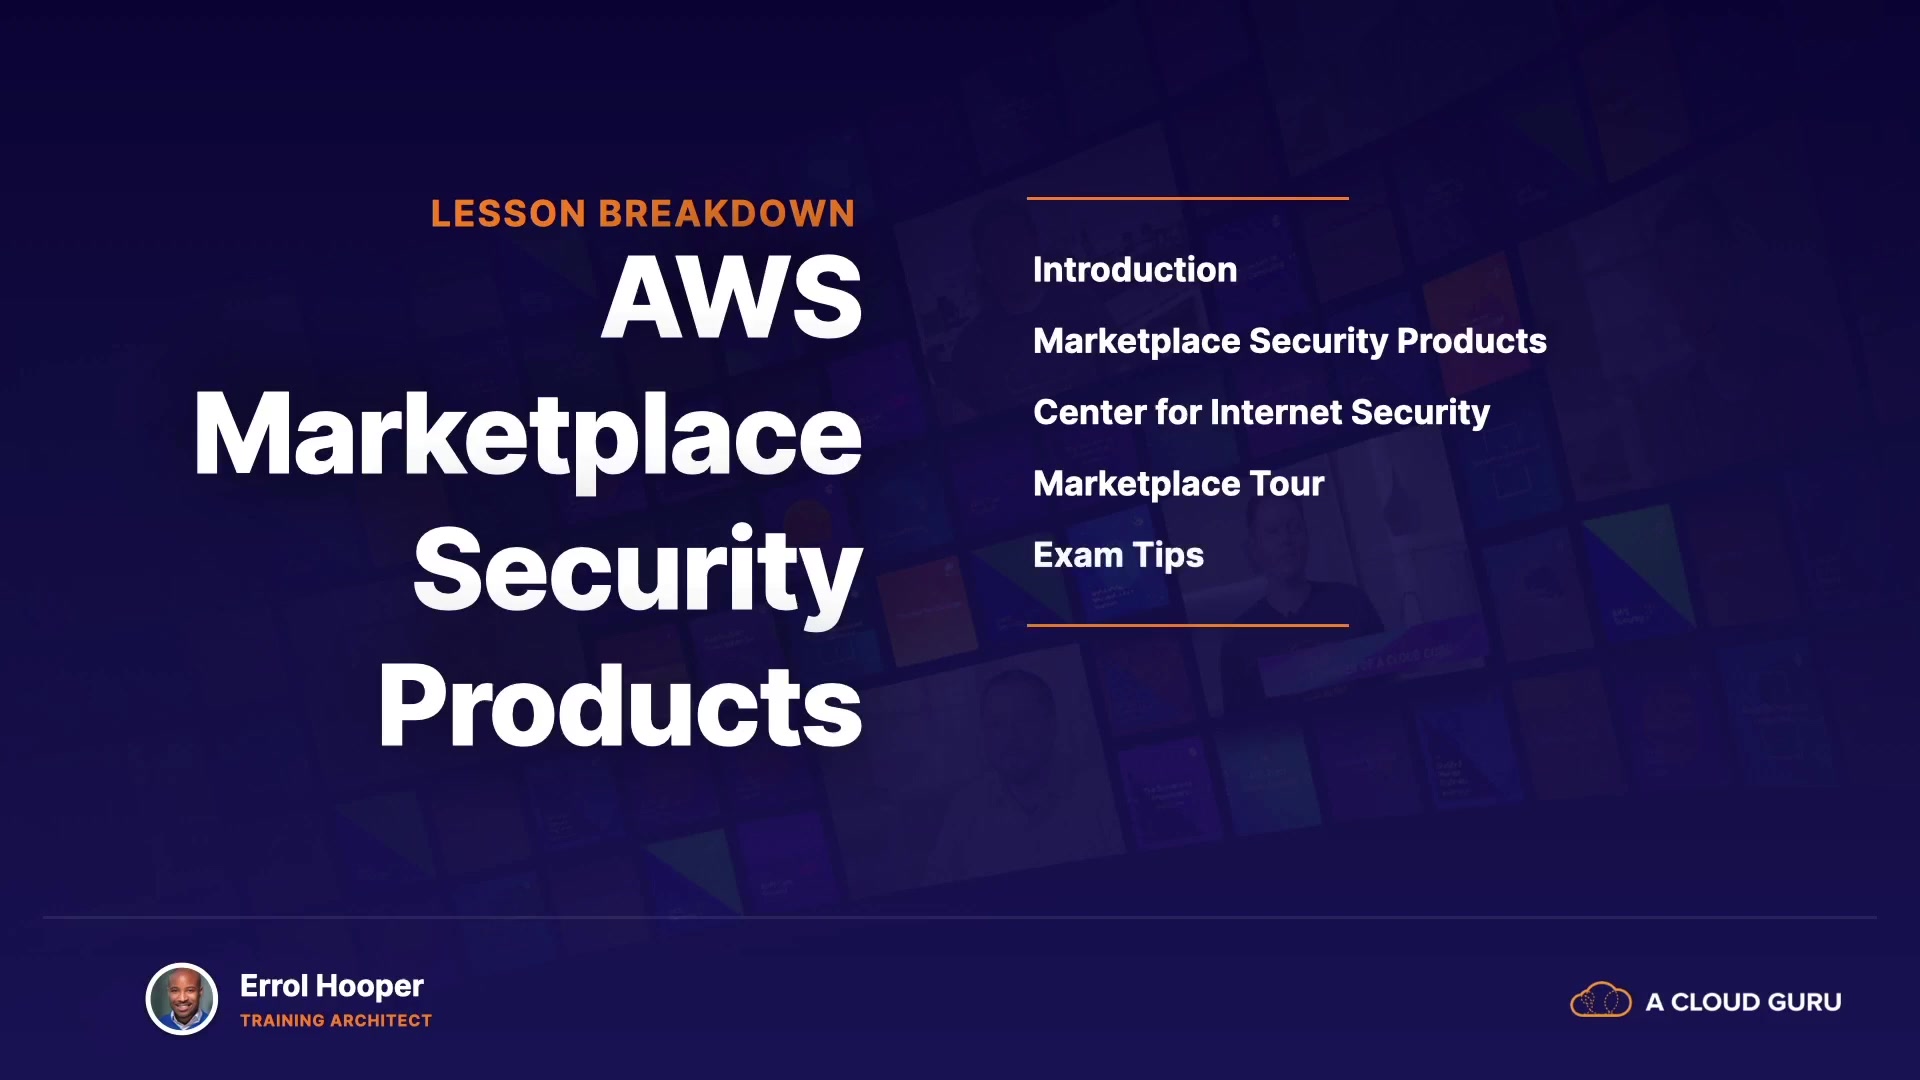 LESSON BREAKDOWN
AWS
Marketplace
Security
Products
Introduction
Marketplace Security Products
Center for Internet Security
Marketplace Tour
Exam Tips
Errol Hooper
TRAINING ARCHITECT
A CLOUD GURU